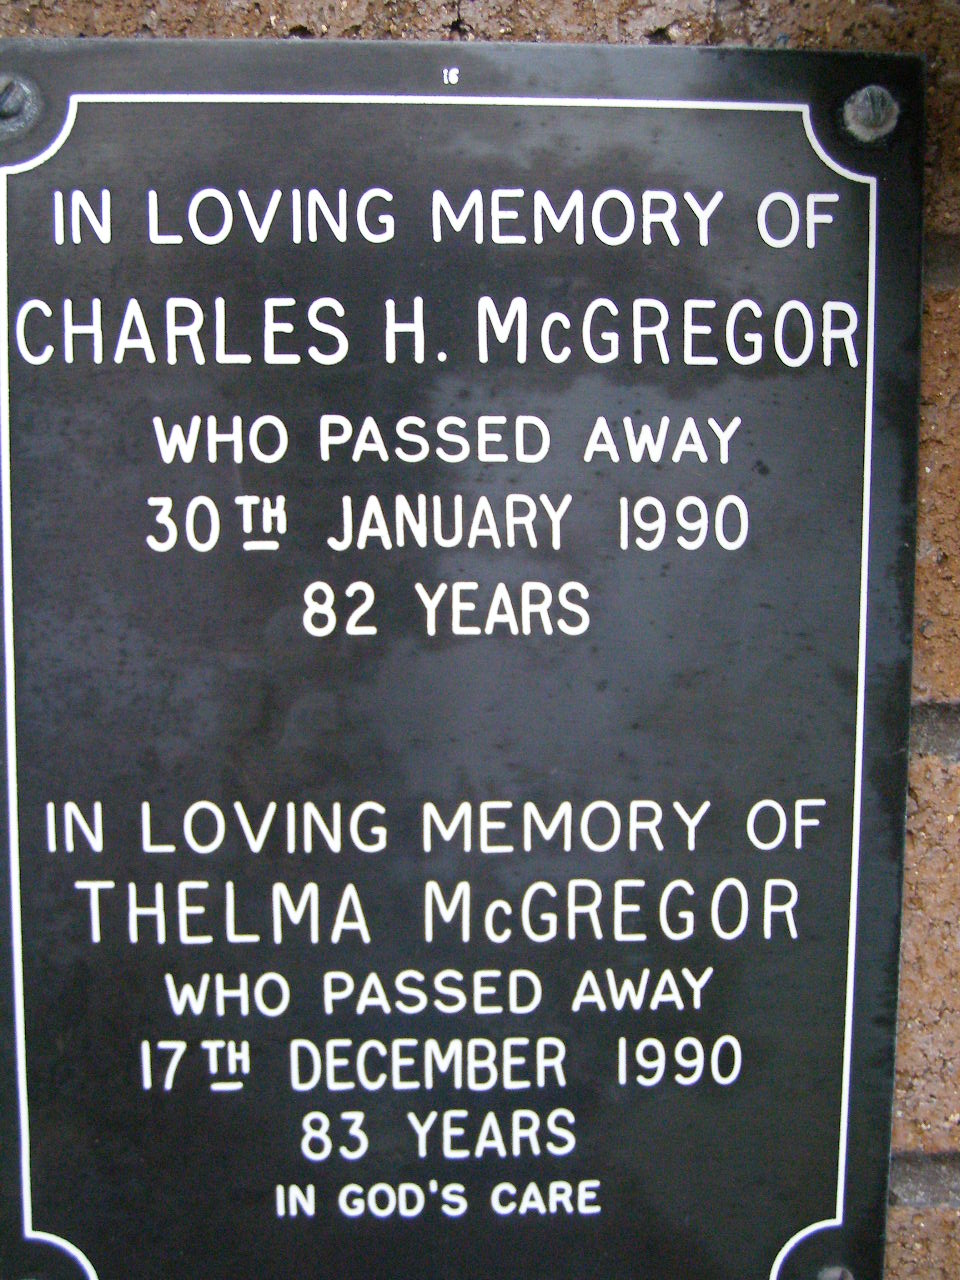 16
IN LOVING MEMORY OF
CHARLES H. McGREGOR
WHO PASSED AWAY
30TH JANUARY 1990
82 YEARS
IN LOVING MEMORY OF
THELMA McGREGOR
WHO PASSED AWAY
17TH DECEMBER 1990
83 YEARS
IN GOD'S CARE